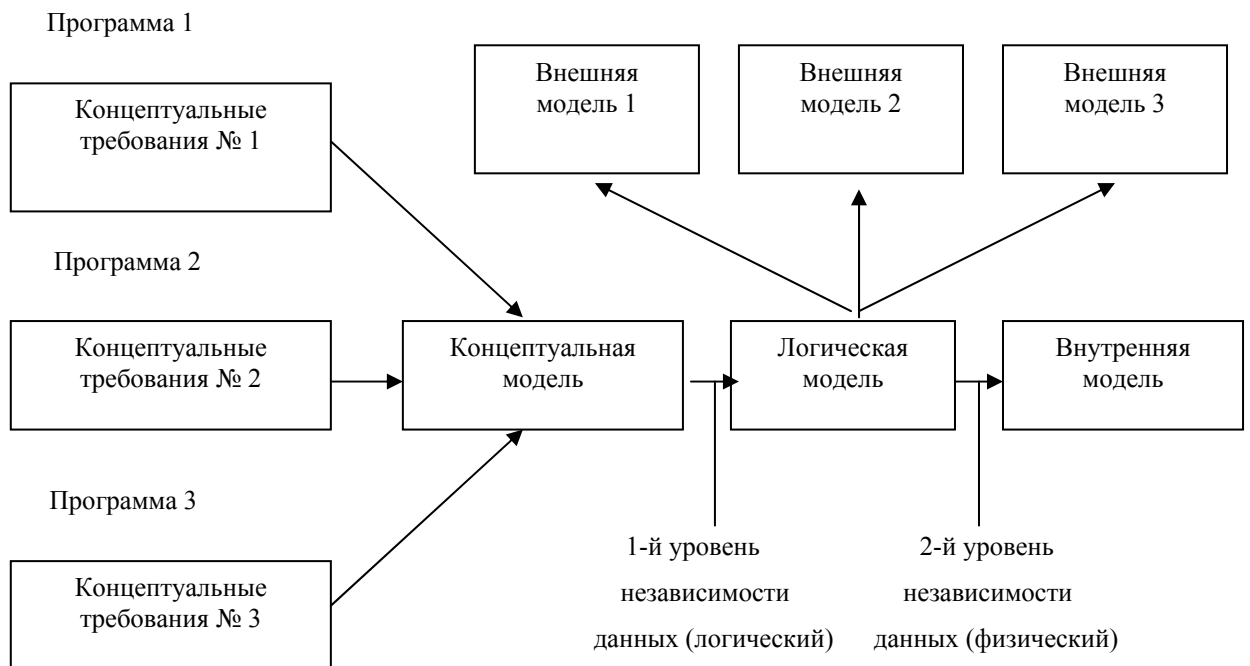 Программа 1
Концептуальные
требования № 1
Внешняя
модель 1
Внешняя
модель 2
Внешняя
модель 3
Программа 2
Концептуальные
требования № 2
Концептуальная
модель
Логическая
модель
Внутренняя
модель
Программа 3
Концептуальные
требования № 3
1-й уровень
независимости
данных (логический)
2-й уровень
независимости
данных (физический)